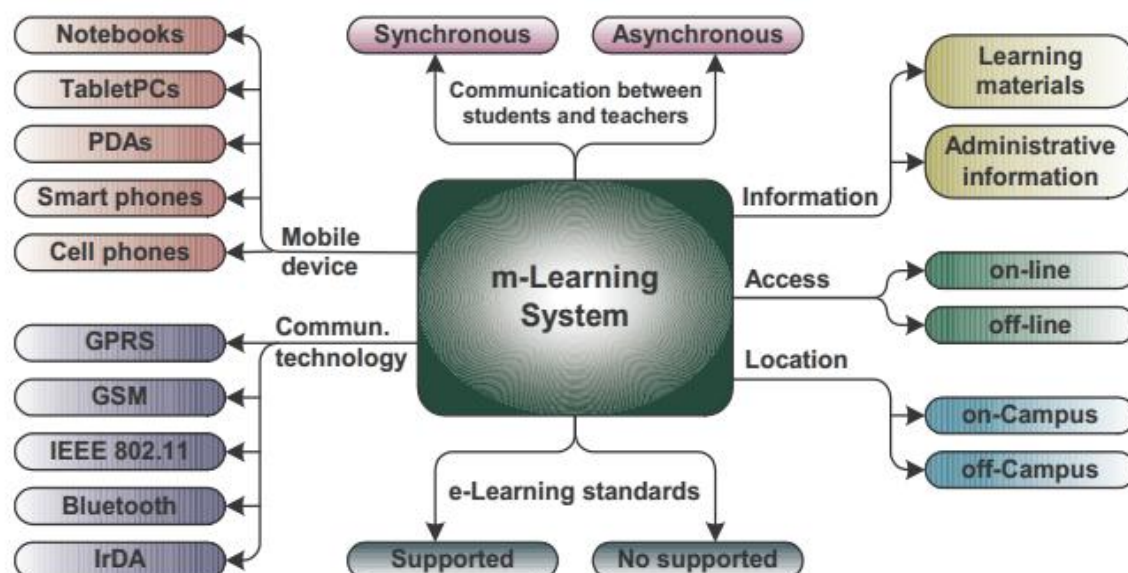 Notebooks
TabletPCs
PDAs
Smart phones
Cell phones
Mobile
device
Synchronous
Asynchronous
Communication between
students and teachers
Learning
materials
Administrative
information
Information
m-Learning
System
Access
on-line
off-line
Location
on-Campus
off-Campus
Commun.
technology
GPRS
GSM
IEEE 802.11
Bluetooth
IrDA
e-Learning standards
Supported
No supported